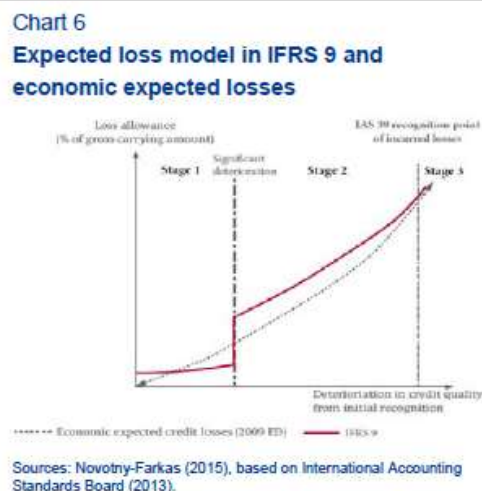 Chart 6
Expected loss model in IFRS 9 and
economic expected losses
Loss allowance
(% of gross carrying amount)
IAS 39 recognition point
of incurred losses
Stage 1
Significant
deterioration
Stage 2
Stage 3
Deterioriation in credit quality
from initial recognition
Economic expected credit losses (2009 ED)
IFRS 9
Sources: Novotny-Farkas (2015), based on International Accounting
Standards Board (2013).